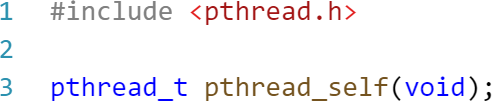 1 #include <pthread.h>
2
3 pthread_t pthread_self(void);